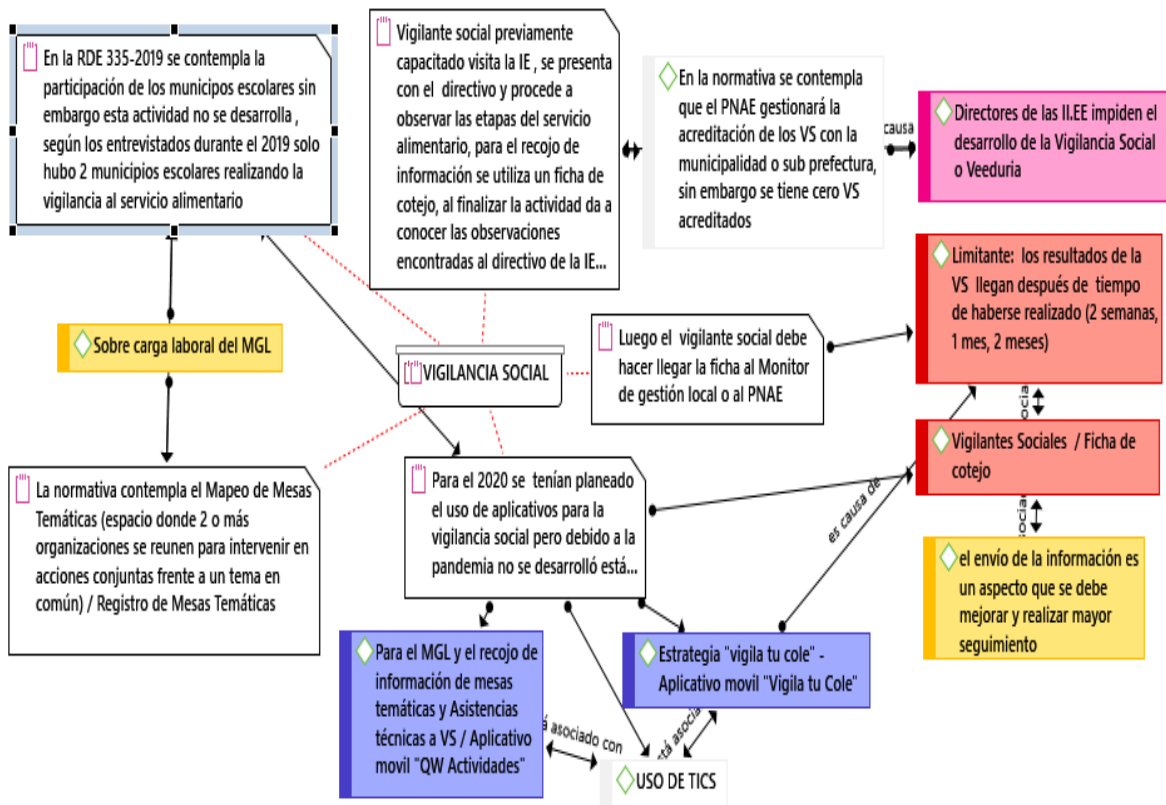 En la RDE 335-2019 se contempla la
participación de los municipos escolares sin
embargo esta actividad no se desarrolla ,
según los entrevistados durante el 2019 solo
hubo 2 municipios escolares realizando la
vigilancia al servicio alimentario
Vigilante social previamente
capacitado visita la IE , se presenta
con el directivo y procede a
observar las etapas del servicio
alimentario, para el recojo de
información se utiliza un ficha de
cotejo, al finalizar la actividad da a
conocer las observaciones
encontradas al directivo de la IE...
En la normativa se contempla
que el PNAE gestionará la
acreditación de los VS con la
municipalidad o sub prefectura,
sin embargo se tiene cero VS
acreditados
causa
Directores de las II.EE impiden el
desarrollo de la Vigilancia Social
o Veeduria
Limitante: los resultados de la
VS llegan después de tiempo
de haberse realizado (2 semanas,
1 mes, 2 meses)
Sobre carga laboral del MGL
VIGILANCIA SOCIAL
Luego el vigilante social debe
hacer llegar la ficha al Monitor
de gestión local o al PNAE
Vigilantes Sociales / Ficha de
cotejo
La normativa contempla el Mapeo de Mesas
Temáticas (espacio donde 2 o más
organizaciones se reunen para intervenir en
acciones conjuntas frente a un tema en
común) / Registro de Mesas Temáticas
Para el 2020 se tenían planeado
el uso de aplicativos para la
vigilancia social pero debido a la
pandemia no se desarrolló está...
es causa de
el envío de la información es
un aspecto que se debe
mejorar y realizar mayor
seguimiento
Para el MGL y el recojo de
información de mesas
temáticas y Asistencias
técnicas a VS / Aplicativo
movil "QW Actividades"
Estrategia "vigila tu cole" -
Aplicativo movil "Vigila tu Cole"
á asociado con
stá asocia
USO DE TICS